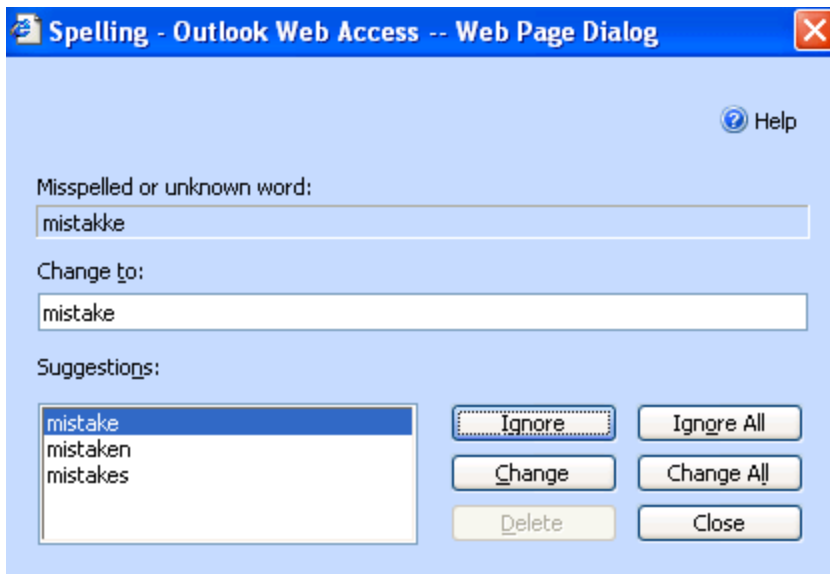 Spelling - Outlook Web Access -- Web Page Dialog
Help
Misspelled or unknown word:
mistakke
Change to:
mistake
Suggestions:
mistake
mistaken
mistakes
Ignore
Ignore All
Change
Change All
Delete
Close